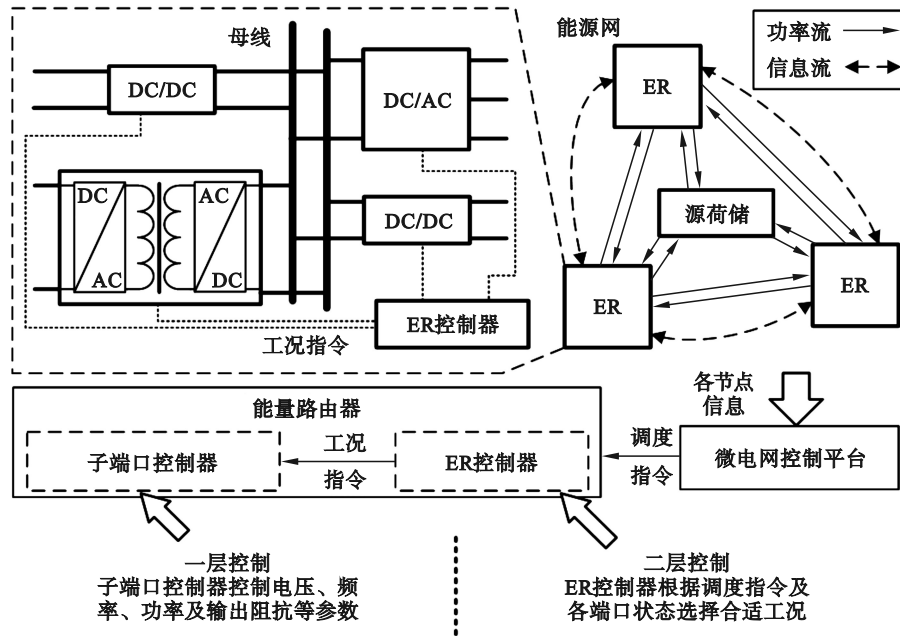 母线
DC/DC
DC/AC
DC
AC
AC
DC
DC/DC
ER控制器
工况指令
能源网
功率流
信息流
ER
源荷储
ER
ER
各节点
信息
能量路由器
子端口控制器
工况
指令
ER控制器
调度
指令
微电网控制平台
一层控制
子端口控制器控制电压、频
率、功率及输出阻抗等参数
二层控制
ER控制器根据调度指令及
各端口状态选择合适工况